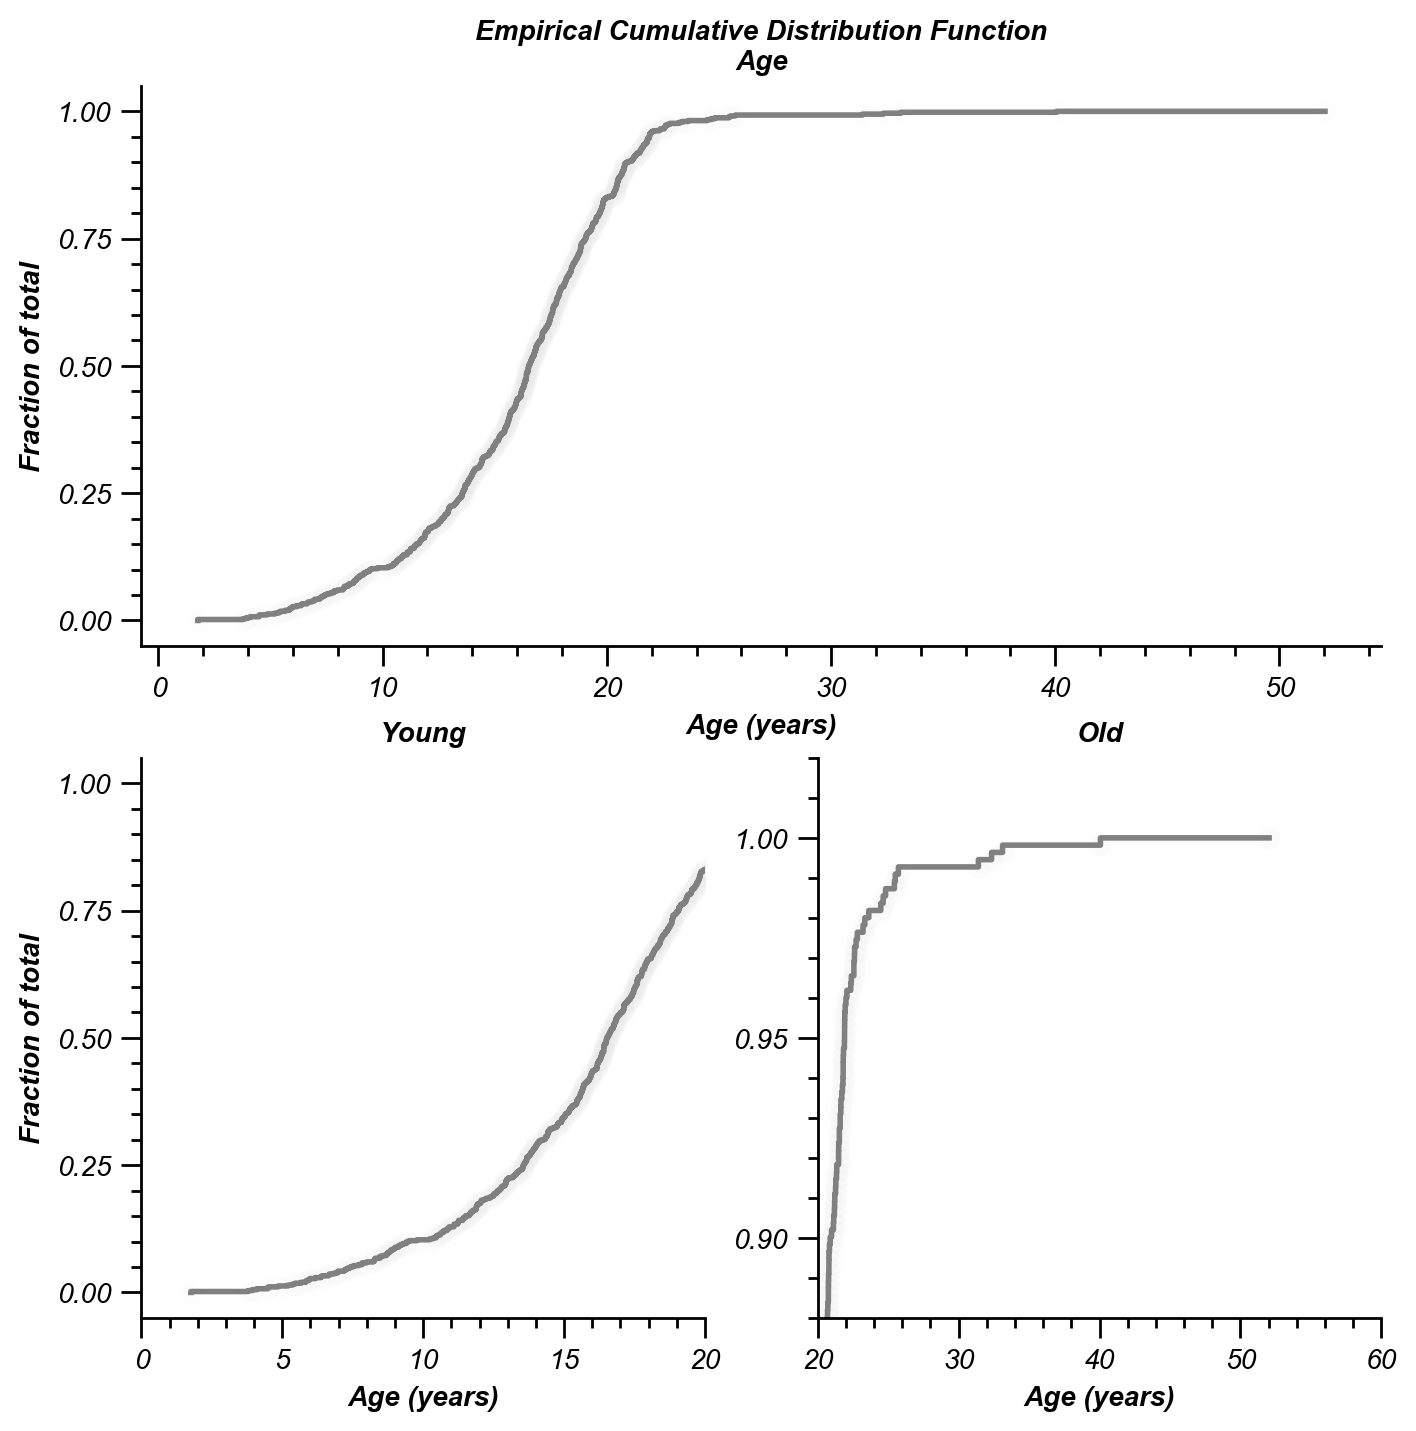 Empirical Cumulative Distribution Function
Age
1.00
0.75
0.50
0.25
0.00
Fraction of total
0 10 20 30 40 50
Age (years)
Young
1.00
0.75
0.50
0.25
0.00
Fraction of total
0 5 10 15 20
Age (years)
Old
1.00
0.95
0.90
20 30 40 50 60
Age (years)